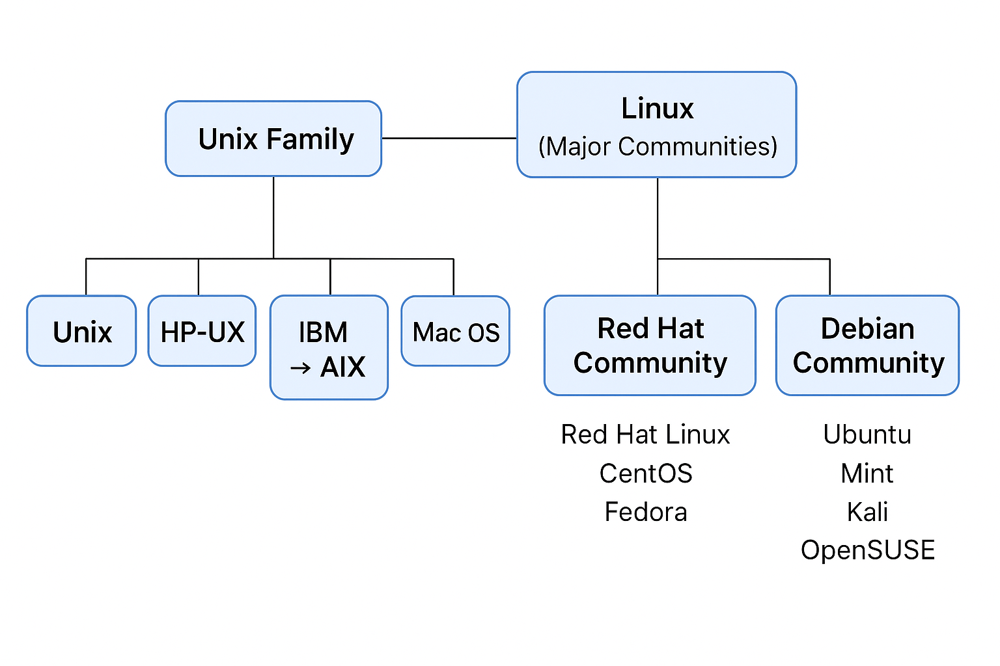 Unix Family
Linux
(Major Communities)
Unix
HP-UX
IBM
→ AIX
Mac OS
Red Hat
Community
Debian
Community
Red Hat Linux
CentOS
Fedora
Ubuntu
Mint
Kali
OpenSUSE